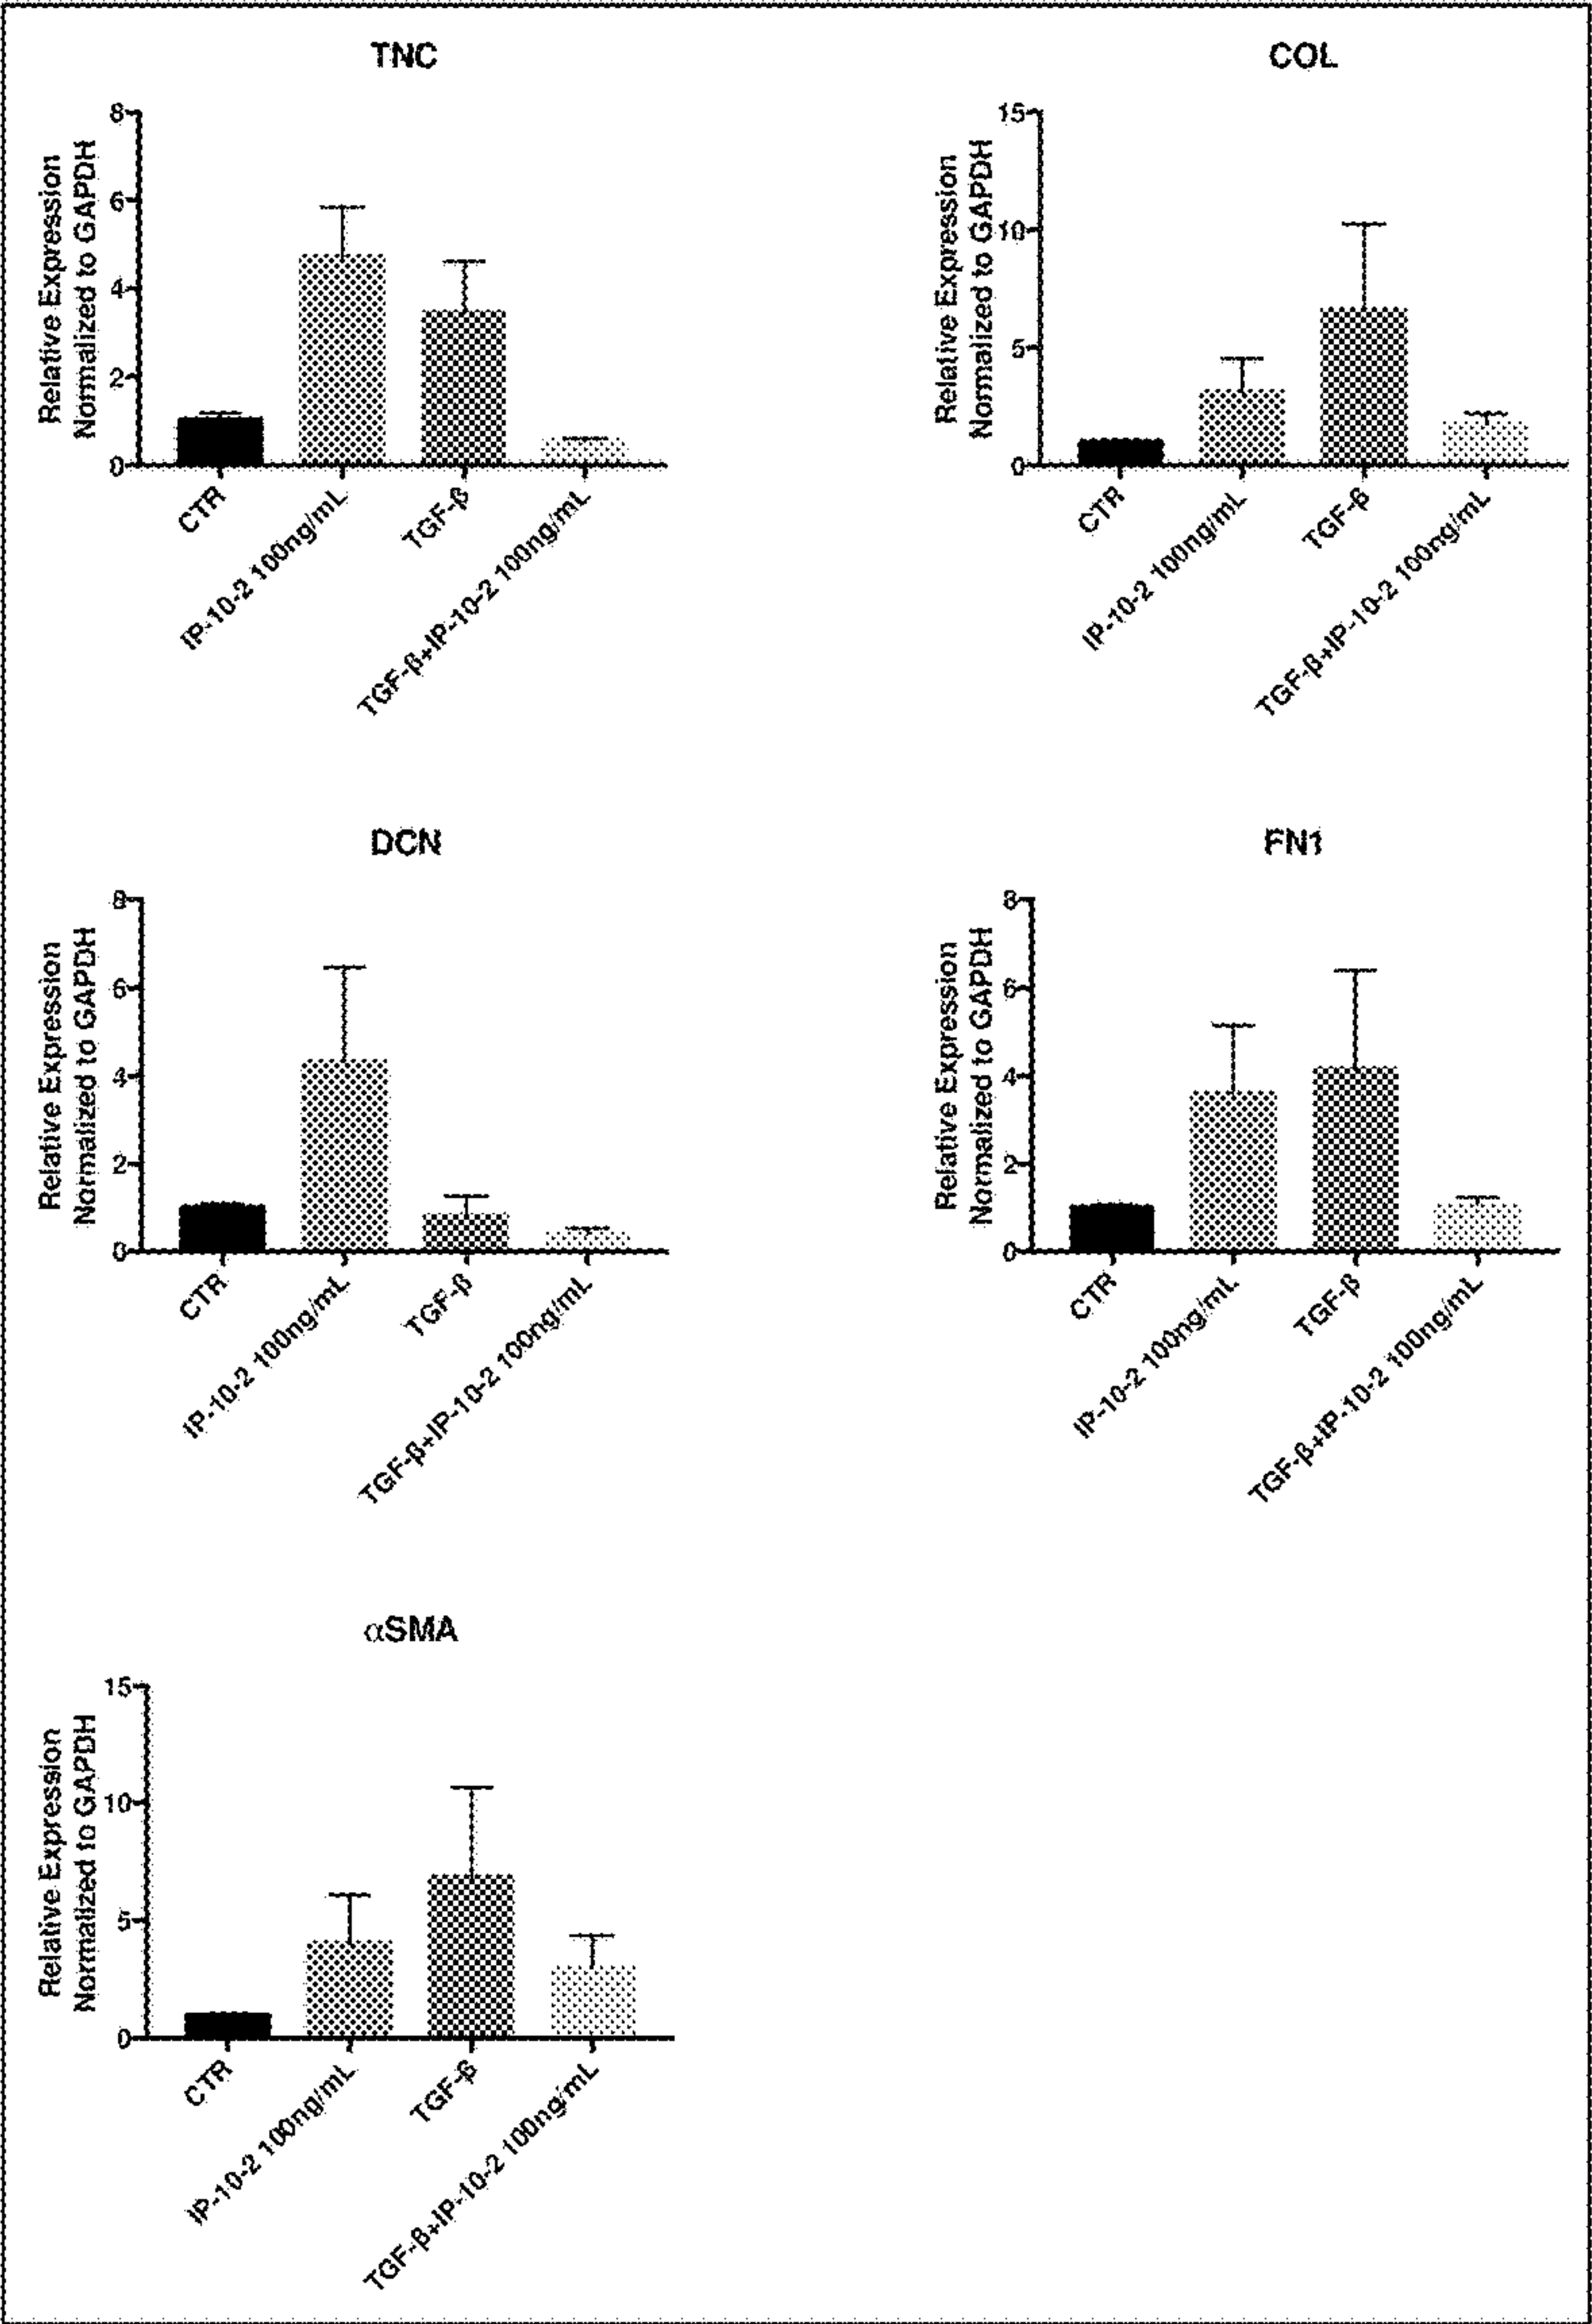 TNC
Relative Expression
Normalized to GAPDH
8
6
4
2
0
CTR
IP-10-2 100ng/mL
TGF-β
TGF-β+IP-10-2 100ng/mL
COL
Relative Expression
Normalized to GAPDH
15
10
5
0
CTR
IP-10-2 100ng/mL
TGF-β
TGF-β+IP-10-2 100ng/mL
DCN
Relative Expression
Normalized to GAPDH
8
6
4
2
0
CTR
IP-10-2 100ng/mL
TGF-β
TGF-β+IP-10-2 100ng/mL
FN1
Relative Expression
Normalized to GAPDH
8
6
4
2
0
CTR
IP-10-2 100ng/mL
TGF-β
TGF-β+IP-10-2 100ng/mL
αSMA
Relative Expression
Normalized to GAPDH
15
10
5
0
CTR
IP-10-2 100ng/mL
TGF-β
TGF-β+IP-10-2 100ng/mL